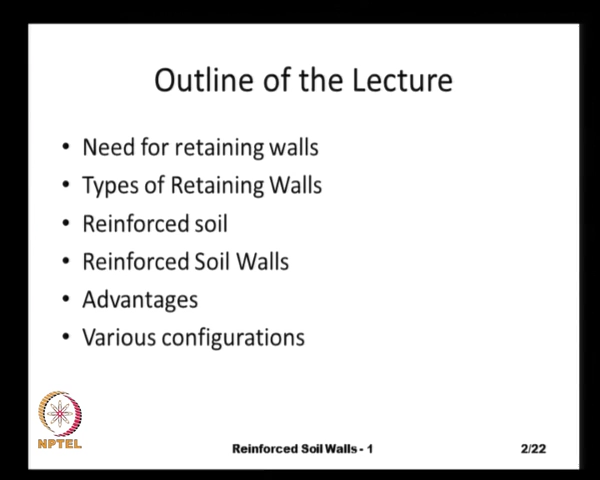 Outline of the Lecture
• Need for retaining walls
• Types of Retaining Walls
• Reinforced soil
• Reinforced Soil Walls
• Advantages
• Various configurations
NPTEL
Reinforced Soil Walls - 1
2/22